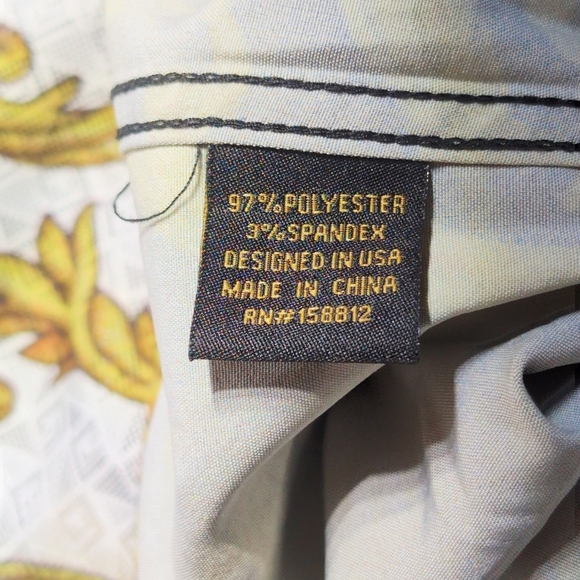 97%POLYESTER
3%SPANDEX
DESIGNED IN USA
MADE IN CHINA
RN#158812